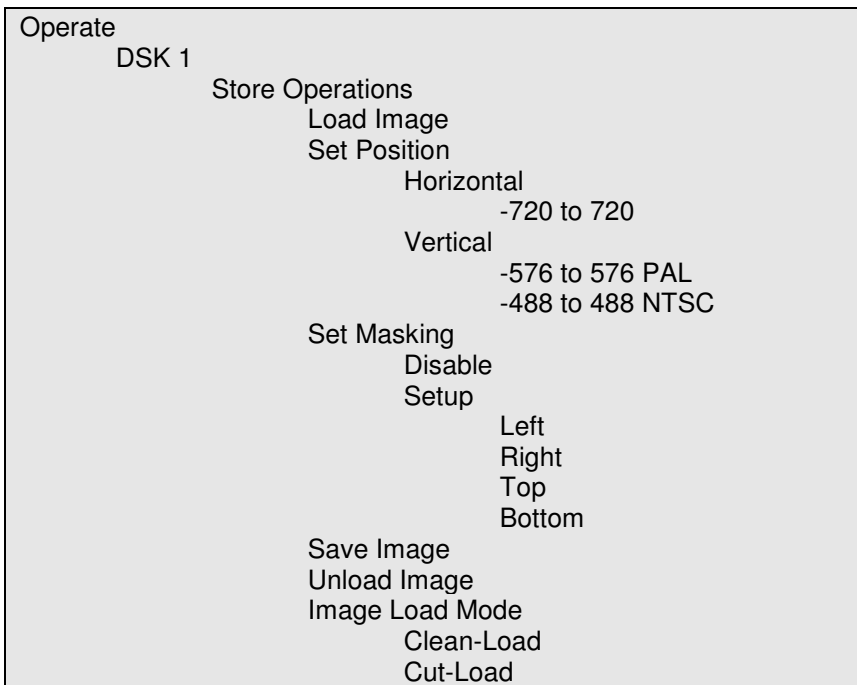 Operate
DSK 1
Store Operations
Load Image
Set Position
Horizontal
-720 to 720
Vertical
-576 to 576 PAL
-488 to 488 NTSC
Set Masking
Disable
Setup
Left
Right
Top
Bottom
Save Image
Unload Image
Image Load Mode
Clean-Load
Cut-Load